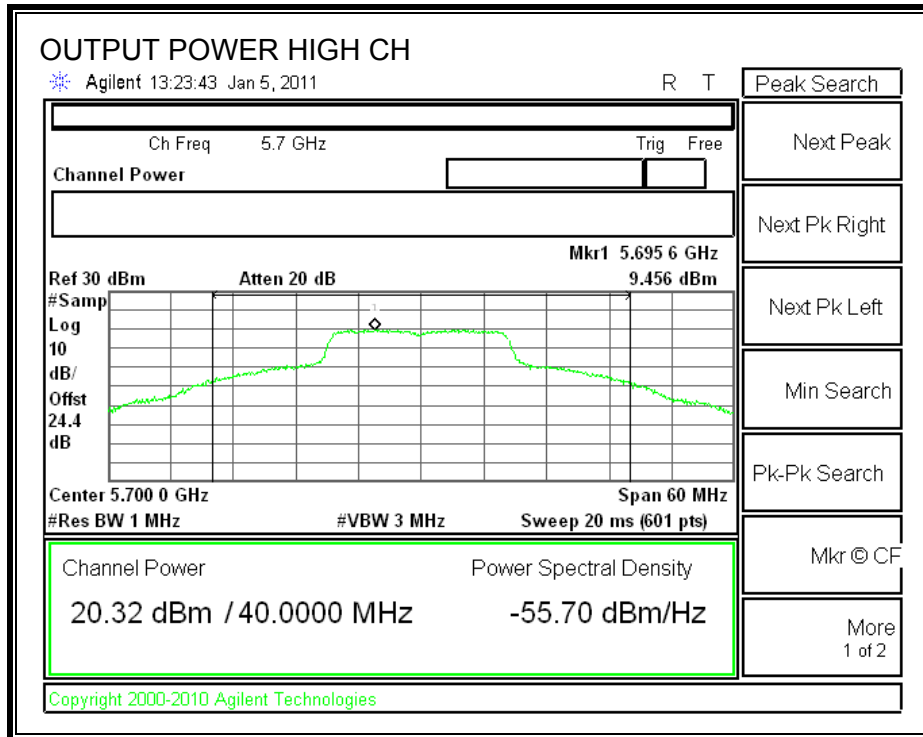 OUTPUT POWER HIGH CH
Agilent 13:23:43 Jan 5, 2011 R T
Ch Freq 5.7 GHz Trig Free
Channel Power
Mkr1 5.695 6 GHz
Ref 30 dBm Atten 20 dB 9.456 dBm
#Samp
Log
10
dB/
Offst
24.4
dB
1
Center 5.700 0 GHz Span 60 MHz
#Res BW 1 MHz #VBW 3 MHz Sweep 20 ms (601 pts)
Channel Power Power Spectral Density
20.32 dBm / 40.0000 MHz -55.70 dBm/Hz
Copyright 2000-2010 Agilent Technologies
Peak Search
Next Peak
Next Pk Right
Next Pk Left
Min Search
Pk-Pk Search
Mkr © CF
More
1 of 2